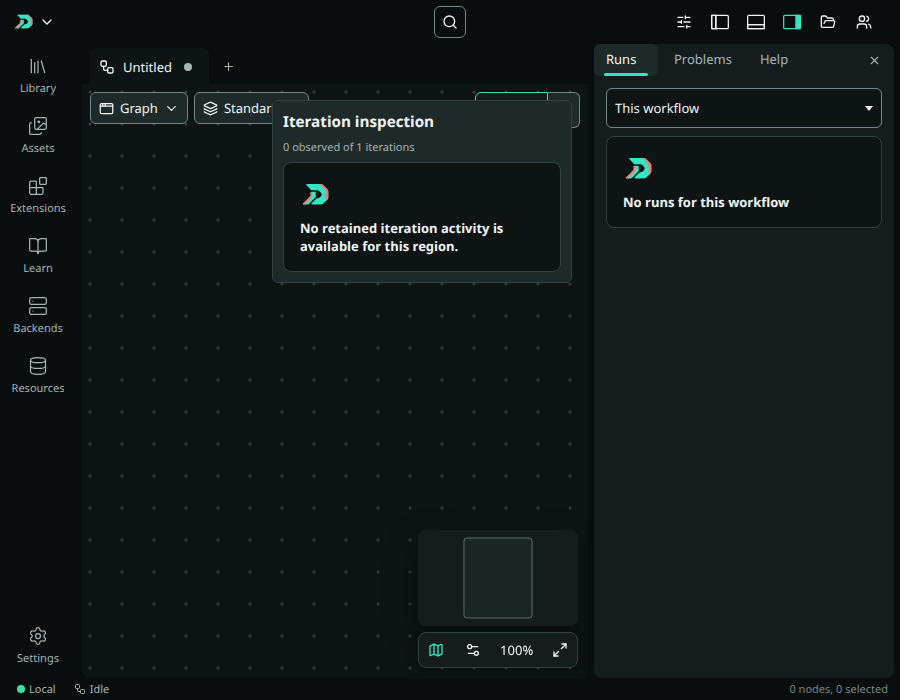 Untitled
Runs
Problems
Help
Library
Assets
Extensions
Learn
Backends
Resources
Settings
Graph
Standar
Iteration inspection
0 observed of 1 iterations
No retained iteration activity is
available for this region.
This workflow
No runs for this workflow
100%
Local
Idle
0 nodes, 0 selected